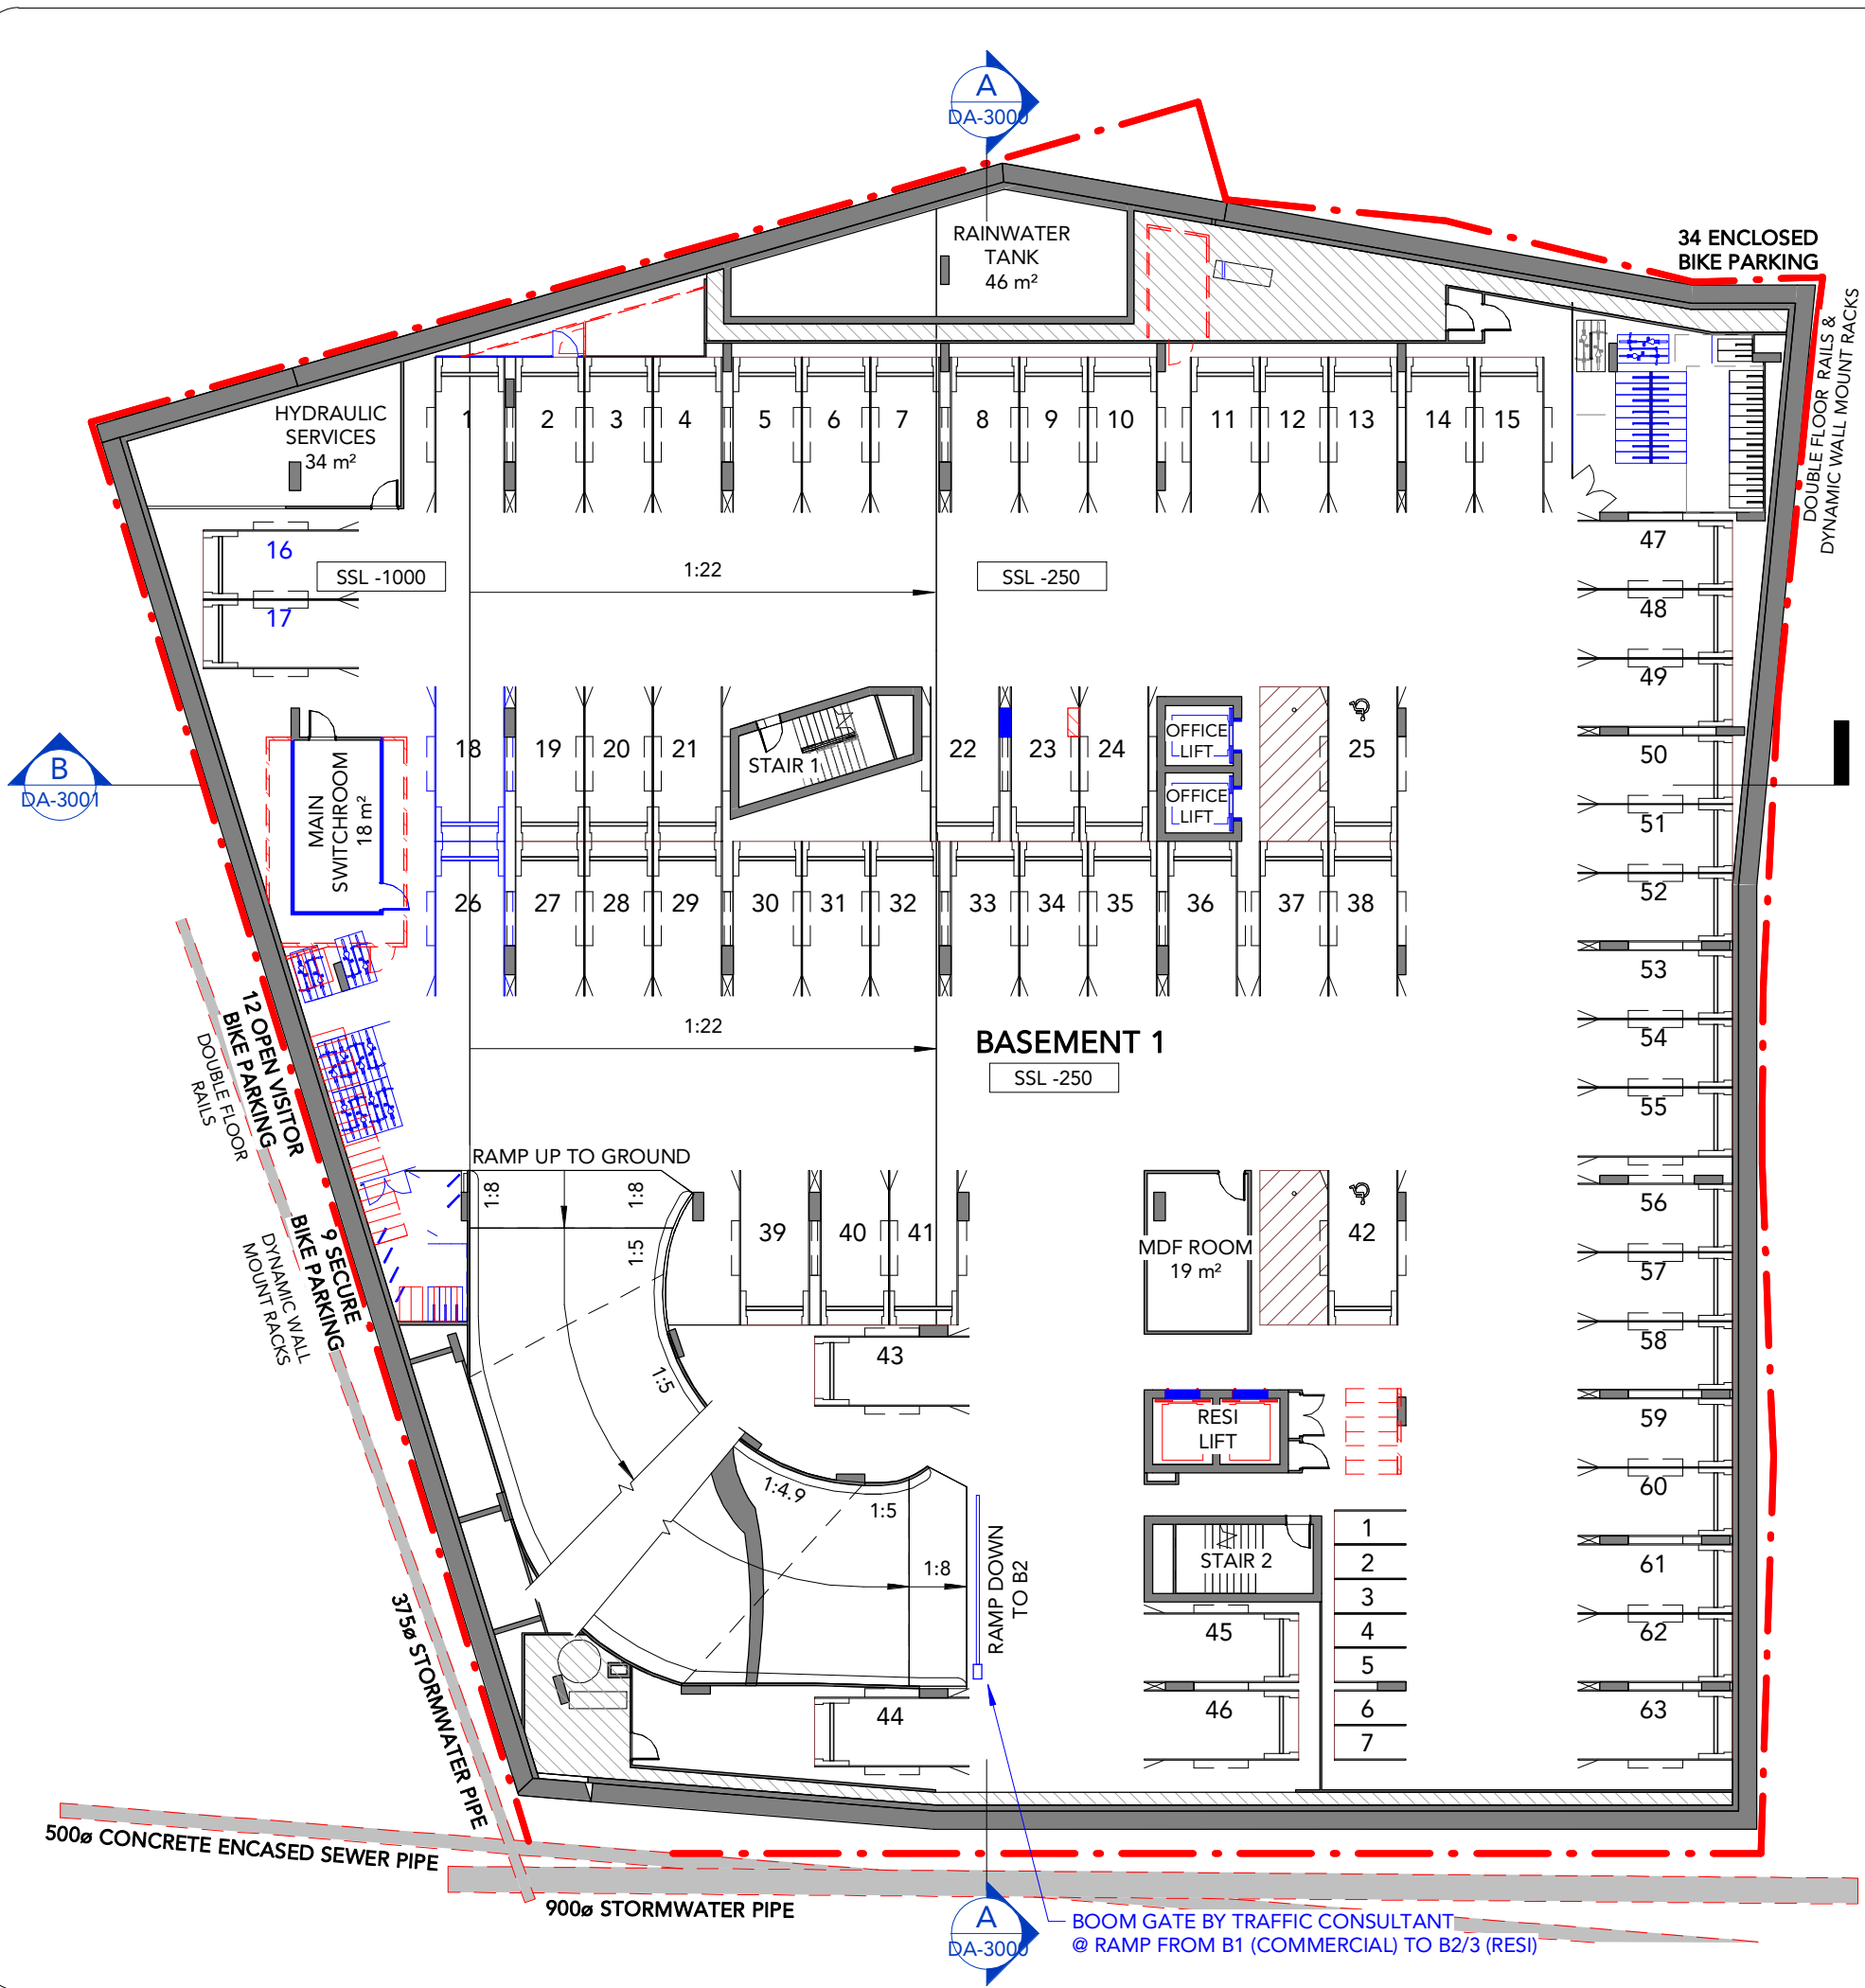 A
DA-3000
34 ENCLOSED
BIKE PARKING
DOUBLE FLOOR RAILS &
DYNAMIC WALL MOUNT RACKS
RAINWATER
TANK
46 m²
HYDRAULIC
SERVICES
34 m²
1
2
3
4
5
6
7
8
9
10
11
12
13
14
15
16
17
SSL -1000
1:22
SSL -250
47
48
49
50
51
52
53
54
55
56
57
58
59
60
61
62
63
B
DA-3001
MAIN
SWITCHROOM
18 m²
18
19
20
21
STAIR 1
22
23
24
OFFICE
LIFT
OFFICE
LIFT
25
26
27
28
29
30
31
32
33
34
35
36
37
38
1:22
BASEMENT 1
SSL -250
12 OPEN VISITOR
BIKE PARKING
DOUBLE FLOOR
RAILS
9 SECURE
BIKE PARKING
DYNAMIC WALL
MOUNT RACKS
RAMP UP TO GROUND
1:8
1:8
1:5
1:5
39
40
41
42
MDF ROOM
19 m²
43
RESI
LIFT
1:4.9
1:5
1:8
RAMP DOWN
TO B2
STAIR 2
1
2
3
4
5
6
7
44
45
46
375ø STORMWATER PIPE
500ø CONCRETE ENCASED SEWER PIPE
900ø STORMWATER PIPE
A
DA-3000
BOOM GATE BY TRAFFIC CONSULTANT
@ RAMP FROM B1 (COMMERCIAL) TO B2/3 (RESI)